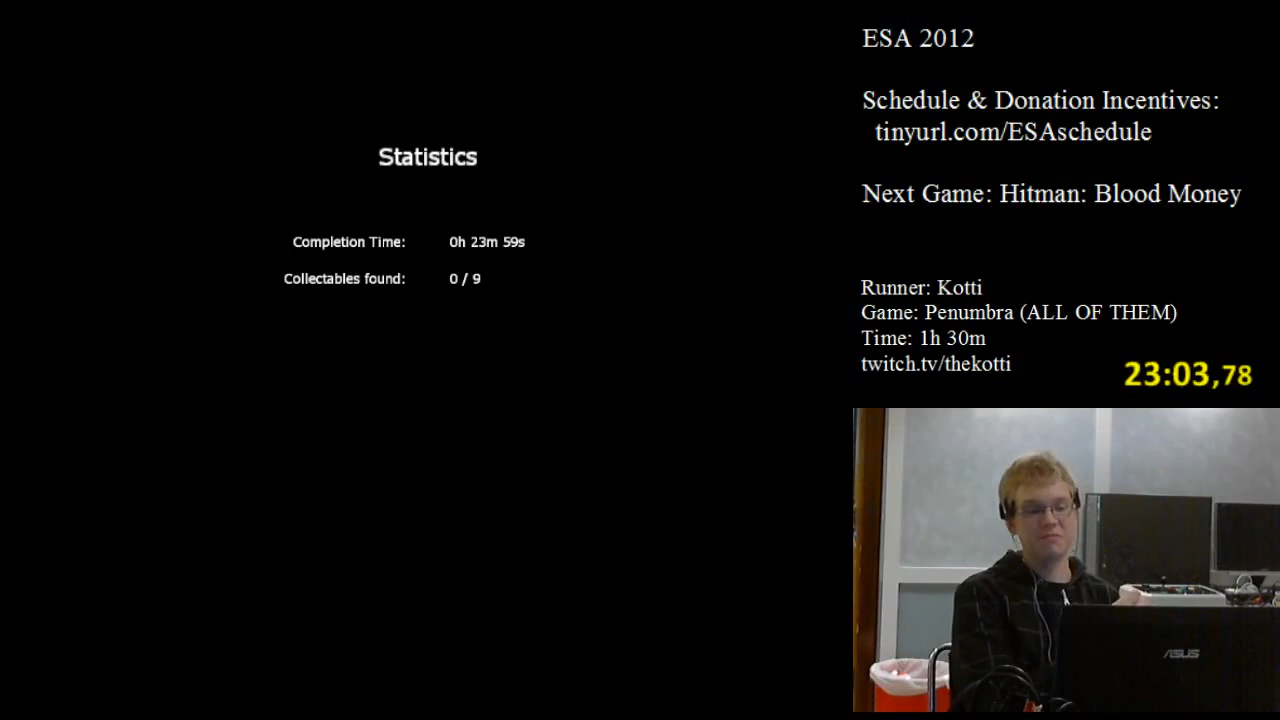 Statistics
Completion Time: 0h 23m 59s
Collectables found: 0 / 9
ESA 2012
Schedule & Donation Incentives:
tinyurl.com/ESAschedule
Next Game: Hitman: Blood Money
Runner: Kotti
Game: Penumbra (ALL OF THEM)
Time: 1h 30m
twitch.tv/thekotti
23:03,78
ASUS